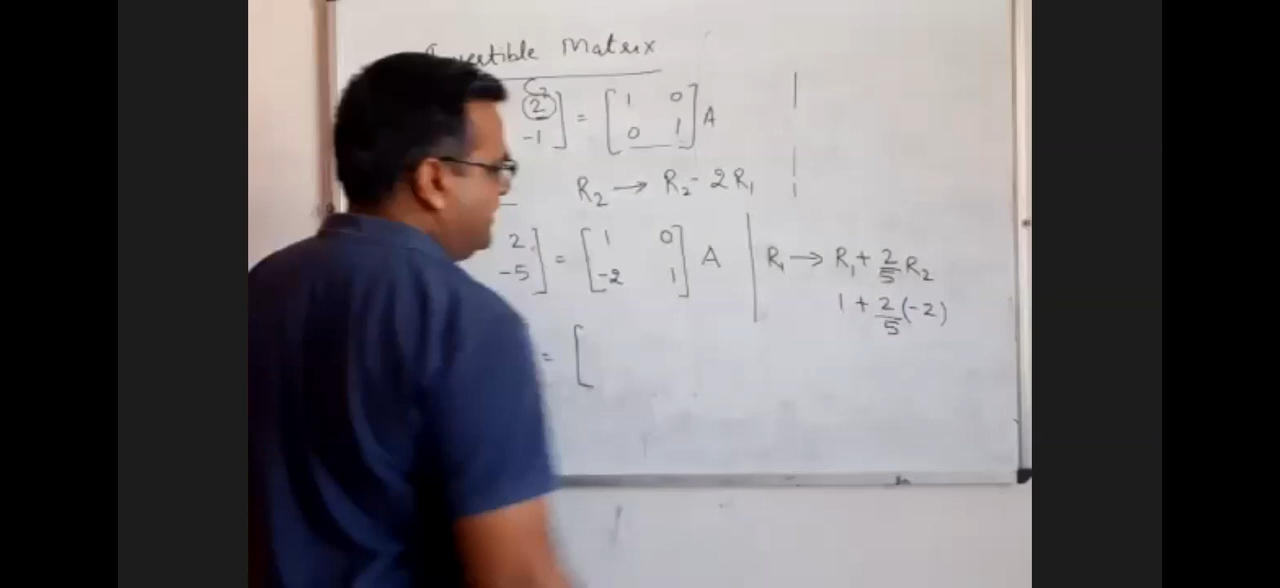 Matrix
2] = [1 0] A
-1] [0 1]
R₂ → R₂ - 2R₁
2] = [1 0] A | R₁ → R₁ + 2/5 R₂
-5] [-2 1] | 1 + 2/5 (-2)
= [